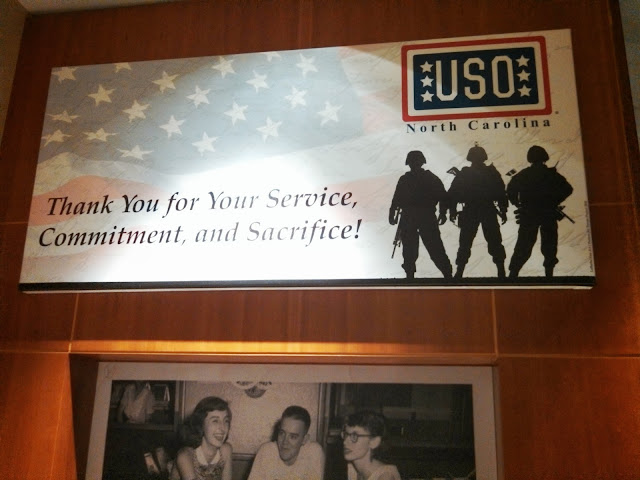 USO
North Carolina
Thank You for Your Service,
Commitment, and Sacrifice!